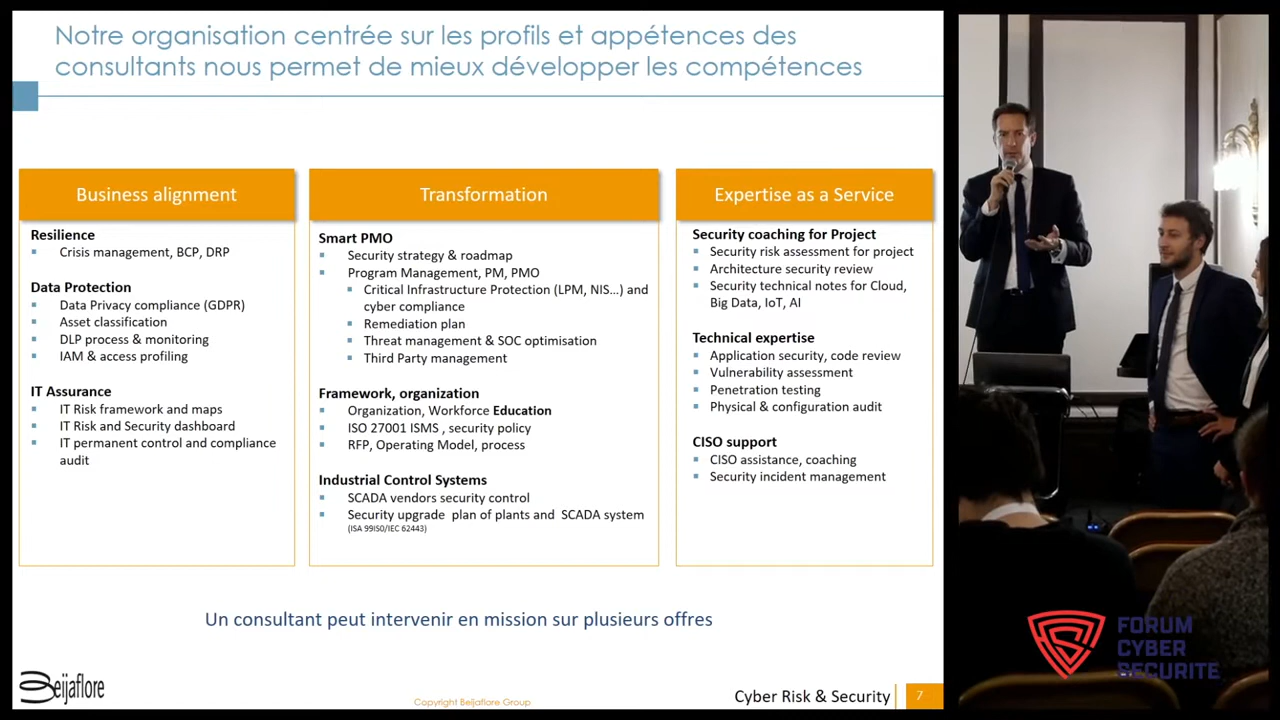 Notre organisation centrée sur les profils et appétences des
consultants nous permet de mieux développer les compétences
Business alignment
Resilience
Crisis management, BCP, DRP
Data Protection
Data Privacy compliance (GDPR)
Asset classification
DLP process & monitoring
IAM & access profiling
IT Assurance
IT Risk framework and maps
IT Risk and Security dashboard
IT permanent control and compliance
audit
Transformation
Smart PMO
Security strategy & roadmap
Program Management, PM, PMO
Critical Infrastructure Protection (LPM, NIS…) and
cyber compliance
Remediation plan
Threat management & SOC optimisation
Third Party management
Framework, organization
Organization, Workforce Education
ISO 27001 ISMS , security policy
RFP, Operating Model, process
Industrial Control Systems
SCADA vendors security control
Security upgrade plan of plants and SCADA system
(ISA 99IS0/IEC 62443)
Expertise as a Service
Security coaching for Project
Security risk assessment for project
Architecture security review
Security technical notes for Cloud,
Big Data, IoT, AI
Technical expertise
Application security, code review
Vulnerability assessment
Penetration testing
Physical & configuration audit
CISO support
CISO assistance, coaching
Security incident management
Un consultant peut intervenir en mission sur plusieurs offres
Beijaflore
Copyright Beijaflore Group
Cyber Risk & Security
7
FORUM
CYBER
SECURITE